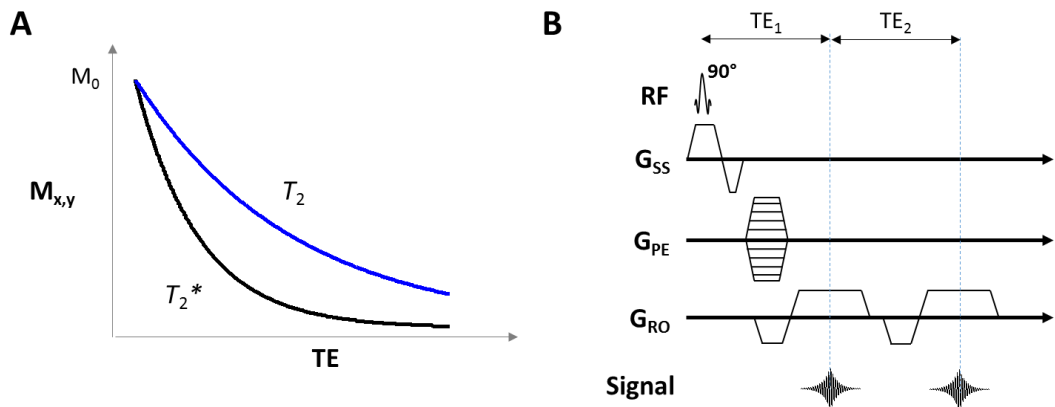 A
M0
Mx,y
T2
T2*
TE
B
TE1
TE2
90°
RF
GSS
GPE
GRO
Signal